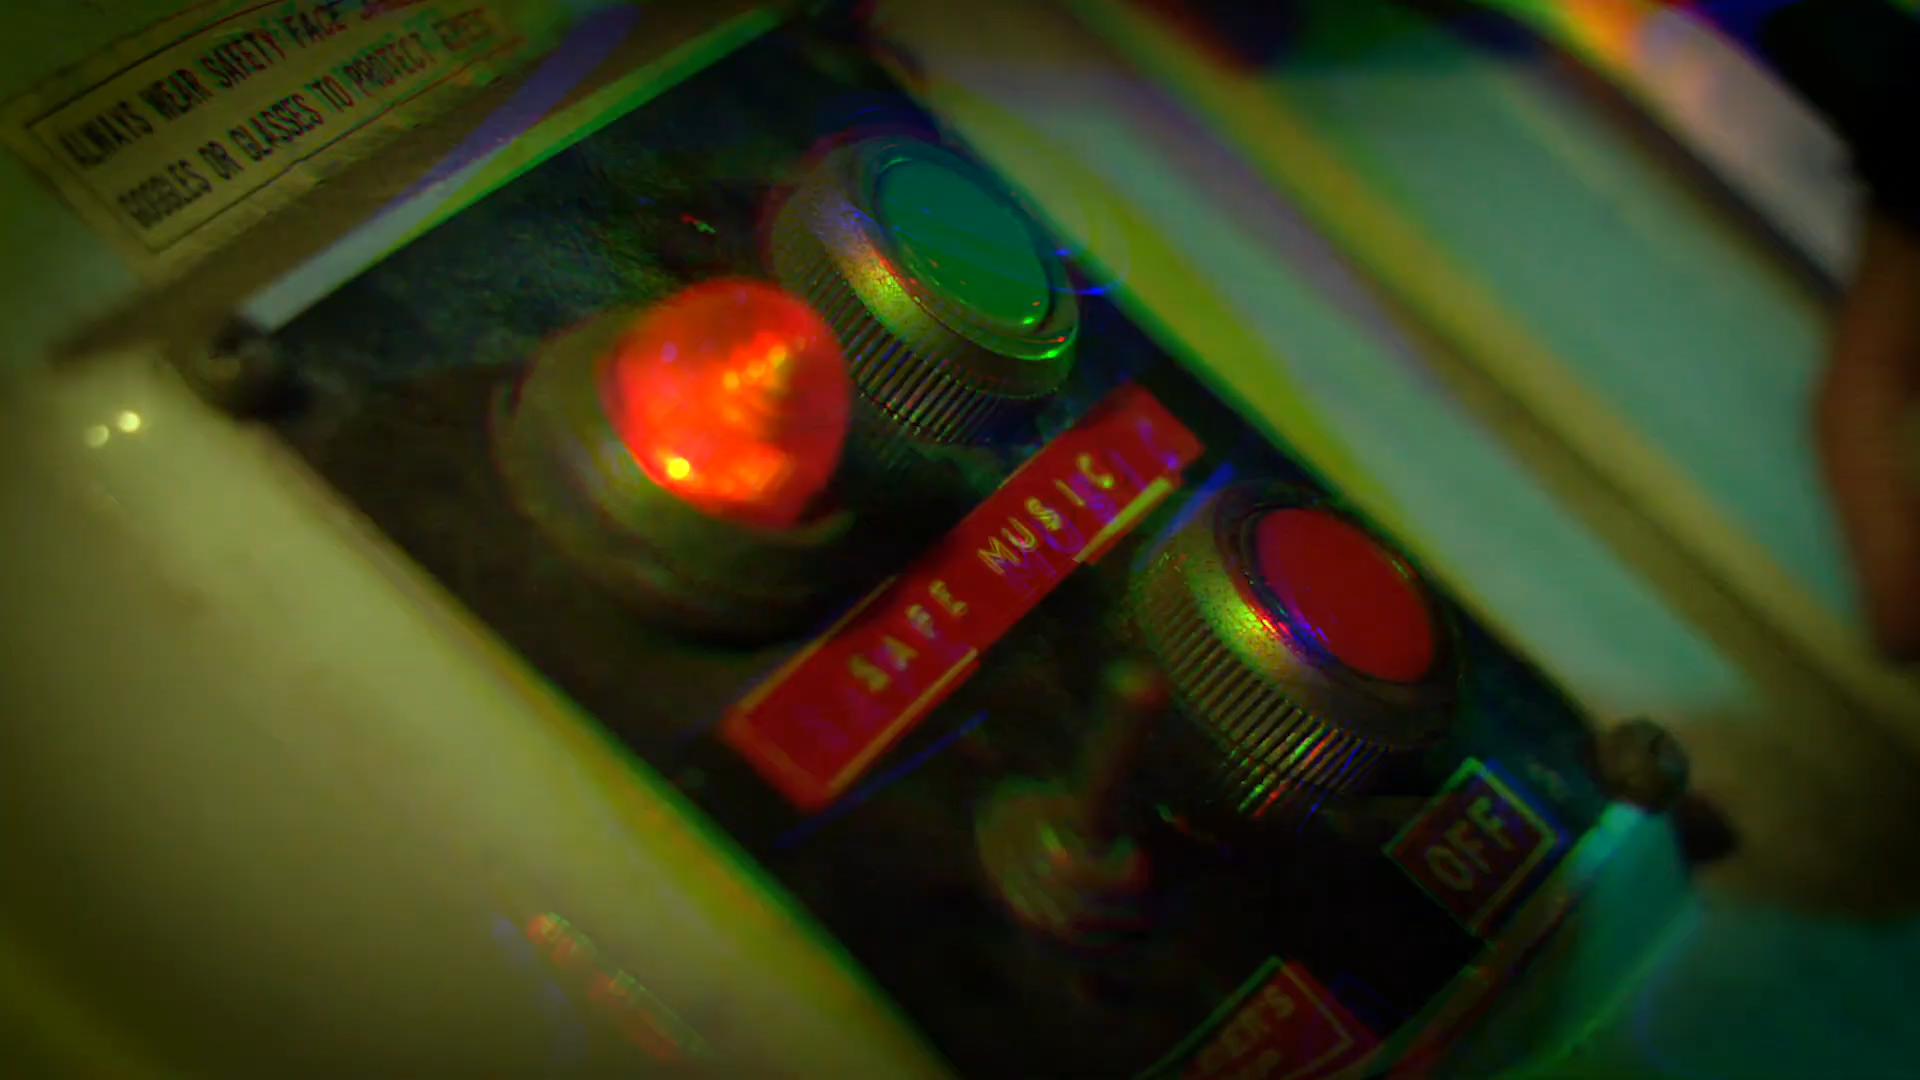 ALWAYS WEAR SAFETY FACE
GOGGLES OR GLASSES TO PROTECT EYES
SAFE MUSIC
OFF